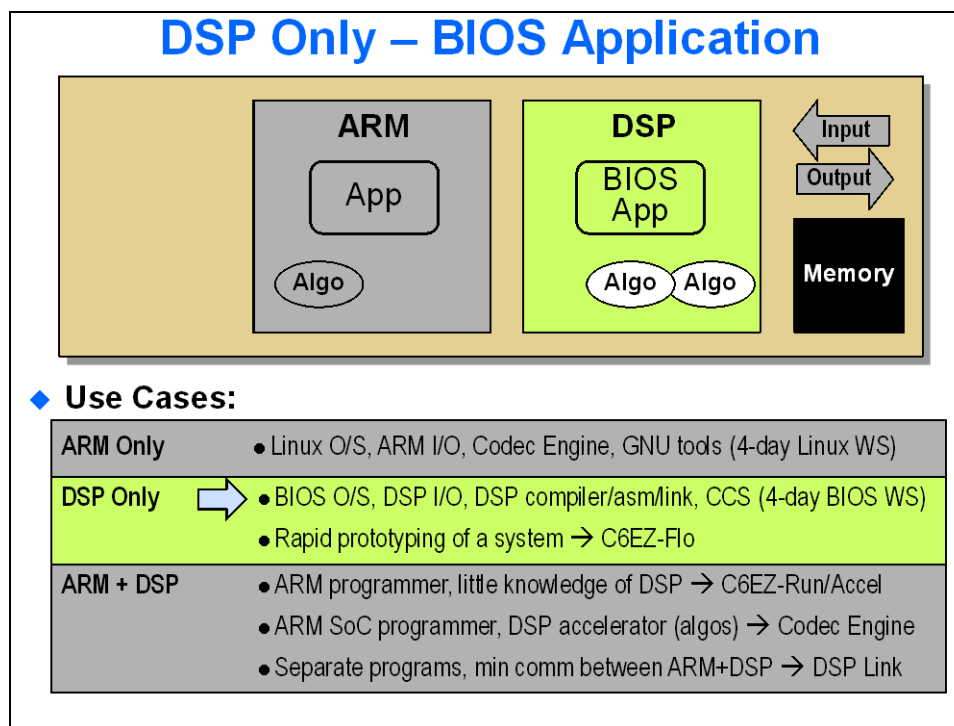 DSP Only – BIOS Application
ARM
App
Algo
DSP
BIOS
App
Algo
Algo
Input
Output
Memory
◆ Use Cases:
ARM Only
● Linux O/S, ARM I/O, Codec Engine, GNU tools (4-day Linux WS)
DSP Only
● BIOS O/S, DSP I/O, DSP compiler/asm/link, CCS (4-day BIOS WS)
● Rapid prototyping of a system → C6EZ-Flo
ARM + DSP
● ARM programmer, little knowledge of DSP → C6EZ-Run/Accel
● ARM SoC programmer, DSP accelerator (algos) → Codec Engine
● Separate programs, min comm between ARM+DSP → DSP Link